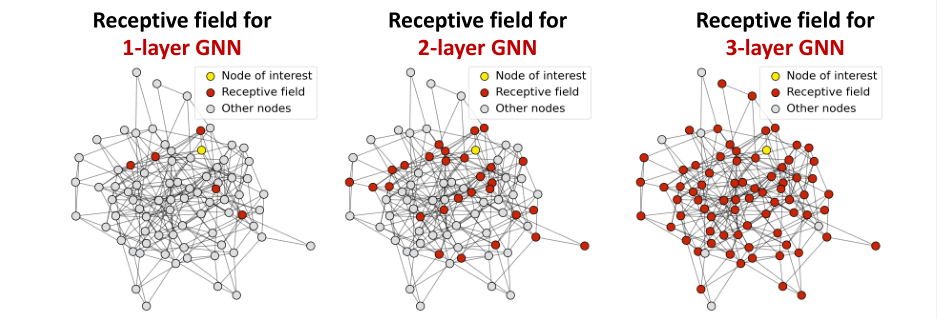 Receptive field for
1-layer GNN
Node of interest
Receptive field
Other nodes
Receptive field for
2-layer GNN
Node of interest
Receptive field
Other nodes
Receptive field for
3-layer GNN
Node of interest
Receptive field
Other nodes